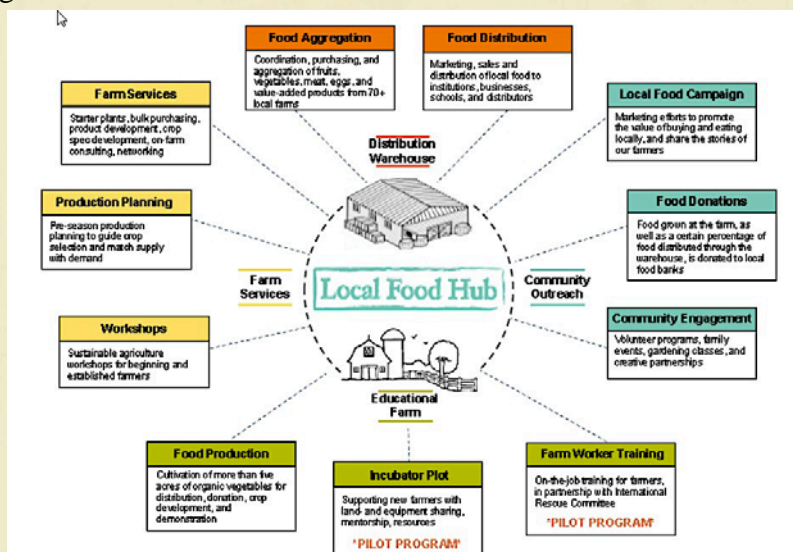 Food Aggregation
Coordination, purchasing, and
aggregation of fruits,
vegetables, meat, eggs, and
value-added products from 70+
local farms
Food Distribution
Marketing, sales and
distribution of local food to
institutions, businesses,
schools, and distributors
Farm Services
Starter plants, bulk purchasing,
product development, crop
spec development, on-farm
consulting, networking
Local Food Campaign
Marketing efforts to promote
the value of buying and eating
locally, and share the stories of
our farmers
Distribution
Warehouse
Production Planning
Pre-season production
planning to guide crop
selection and match supply
with demand
Food Donations
Food grown at the farm, as
well as a certain percentage of
food distributed through the
warehouse, is donated to local
food banks
Farm
Services
Local Food Hub
Community
Outreach
Workshops
Sustainable agriculture
workshops for beginning and
established farmers
Community Engagement
Volunteer programs, family
events, gardening classes, and
creative partnerships
Educational
Farm
Food Production
Cultivation of more than five
acres of organic vegetables for
distribution, donation, crop
development, and
demonstration
Incubator Plot
Supporting new farmers with
land- and equipment sharing,
mentorship, resources
*PILOT PROGRAM*
Farm Worker Training
On-the-job training for farmers,
in partnership with International
Rescue Committee
*PILOT PROGRAM*